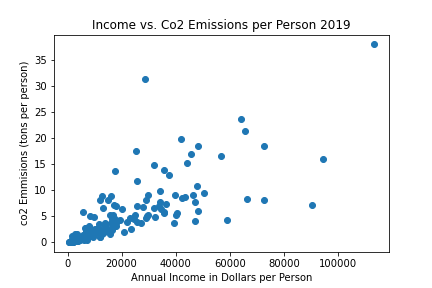 Income vs. Co2 Emissions per Person 2019
co2 Emmisions (tons per person)
35
30
25
20
15
10
5
0
0 20000 40000 60000 80000 100000
Annual Income in Dollars per Person